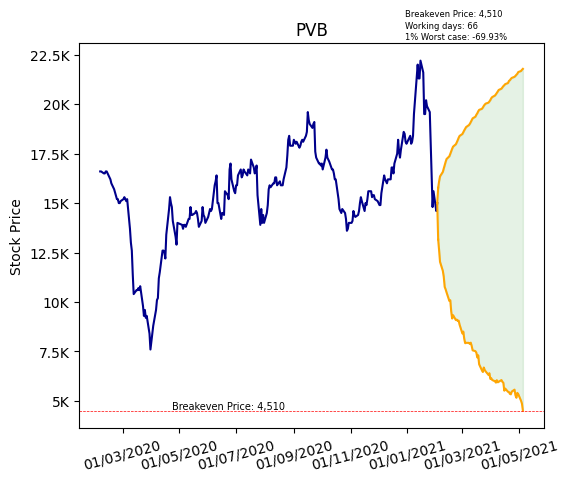 Breakeven Price: 4,510
Working days: 66
1% Worst case: -69.93%
PVB
Stock Price
22.5K
20K
17.5K
15K
12.5K
10K
7.5K
5K
Breakeven Price: 4,510
01/03/2020
01/05/2020
01/07/2020
01/09/2020
01/11/2020
01/01/2021
01/03/2021
01/05/2021